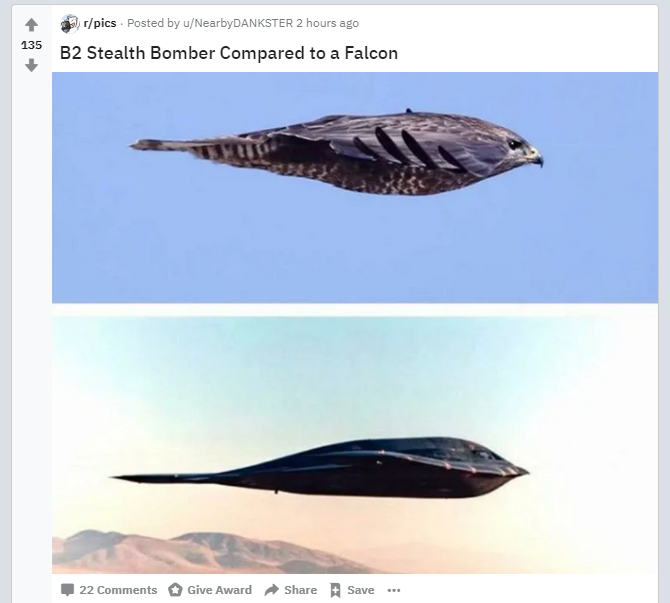 r/pics · Posted by u/NearbyDANKSTER 2 hours ago
135
B2 Stealth Bomber Compared to a Falcon
22 Comments Give Award Share Save ...